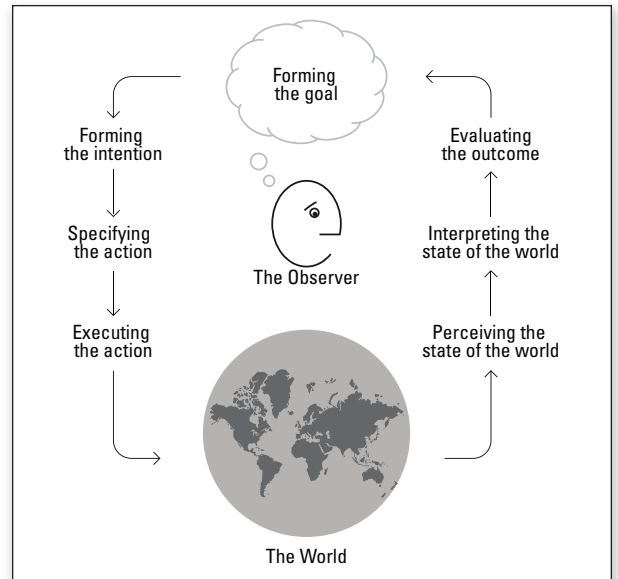 Forming
the goal
Forming
the intention
Evaluating
the outcome
Specifying
the action
Interpreting the
state of the world
The Observer
Executing
the action
Perceiving the
state of the world
The World